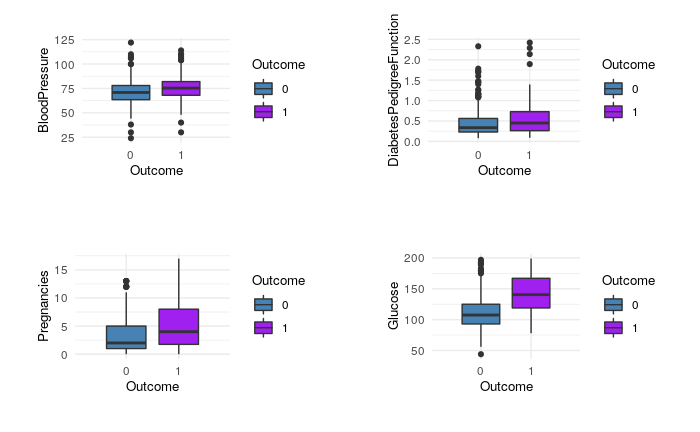 BloodPressure
125
100
75
50
25
0 1
Outcome
Outcome
0
1
DiabetesPedigreeFunction
2.5
2.0
1.5
1.0
0.5
0.0
0 1
Outcome
Outcome
0
1
Pregnancies
15
10
5
0
0 1
Outcome
Outcome
0
1
Glucose
200
150
100
50
0 1
Outcome
Outcome
0
1